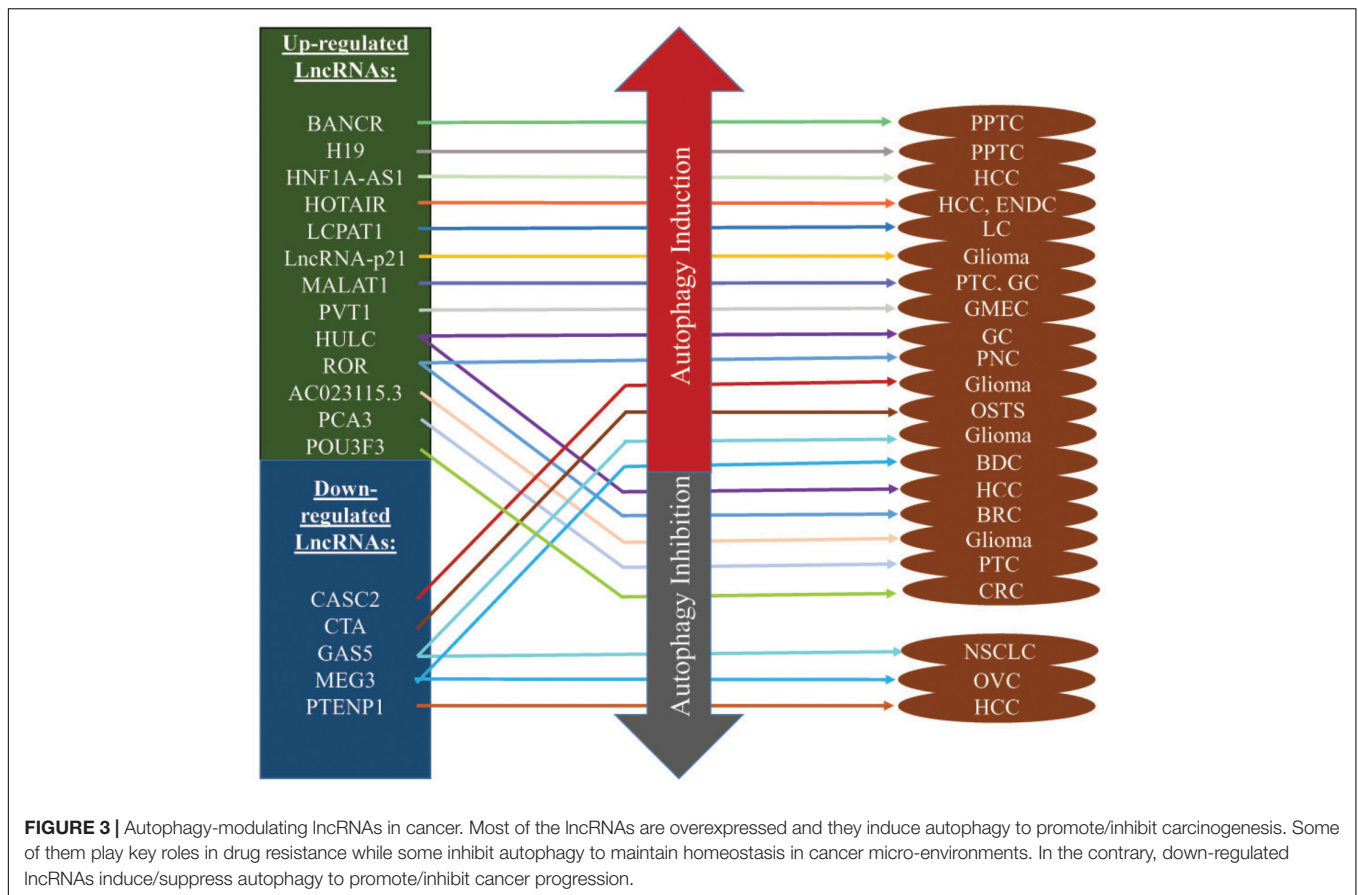 Up-regulated
LncRNAs:
BANCR
H19
HNF1A-AS1
HOTAIR
LCPAT1
LncRNA-p21
MALAT1
PVT1
HULC
ROR
AC023115.3
PCA3
POU3F3
Down-
regulated
LncRNAs:
CASC2
CTA
GAS5
MEG3
PTENP1
Autophagy Induction
Autophagy Inhibition
PPTC
PPTC
HCC
HCC, ENDC
LC
Glioma
PTC, GC
GMEC
GC
PNC
Glioma
OSTS
Glioma
BDC
HCC
BRC
Glioma
PTC
CRC
NSCLC
OVC
HCC
FIGURE 3 | Autophagy-modulating lncRNAs in cancer. Most of the lncRNAs are overexpressed and they induce autophagy to promote/inhibit carcinogenesis. Some
of them play key roles in drug resistance while some inhibit autophagy to maintain homeostasis in cancer micro-environments. In the contrary, down-regulated
lncRNAs induce/suppress autophagy to promote/inhibit cancer progression.